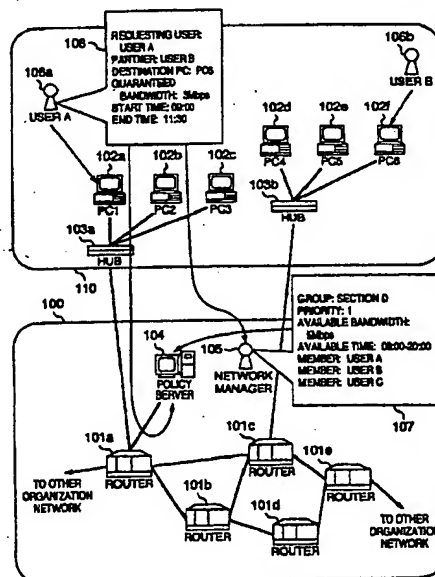 108
REQUESTING USER:
USER A
PARTNER: USER B
DESTINATION PC: PC6
GUARANTEED
BANDWIDTH: 3Mbps
START TIME: 09:00
END TIME: 11:30
106a
USER A
106b
USER B
102a
102b
102c
102d
102e
102f
PC1
PC2
PC3
PC4
PC5
PC6
103a
HUB
103b
HUB
110
100
104
POLICY
SERVER
105
NETWORK
MANAGER
GROUP: SECTION D
PRIORITY: 1
AVAILABLE BANDWIDTH:
5Mbps
AVAILABLE TIME: 08:00-20:00
MEMBER: USER A
MEMBER: USER B
MEMBER: USER C
107
101a
ROUTER
101b
ROUTER
101c
ROUTER
101d
ROUTER
101e
ROUTER
TO OTHER
ORGANIZATION
NETWORK
TO OTHER
ORGANIZATION
NETWORK